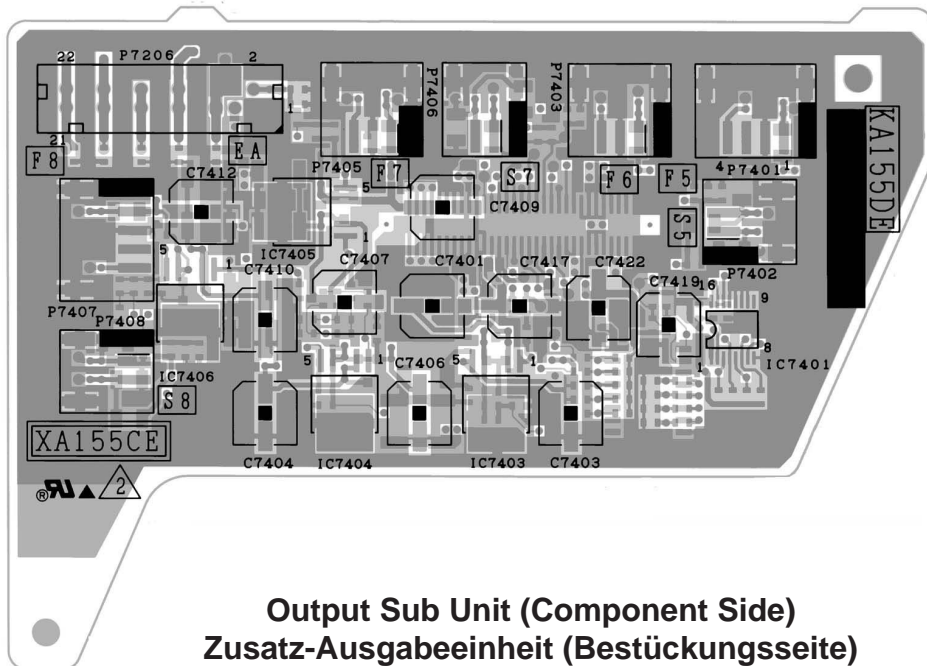 22 P7206 2
21 1
F8
EA
P7406
P7403
KA155DE
C7412
P7405
5
F7
S7
F6
F5
4 P7401 1
C7409
S5
IC7405
5 1
1
C7410
C7407
C7401
C7417
C7422
C7419
P7402
16 9
P7407
P7408
IC7406
5 1
C7406
5 1
1 8
IC7401
S8
XA155CE
C7404
IC7404
IC7403
C7403
® RU 2
Output Sub Unit (Component Side)
Zusatz-Ausgabeeinheit (Bestückungsseite)